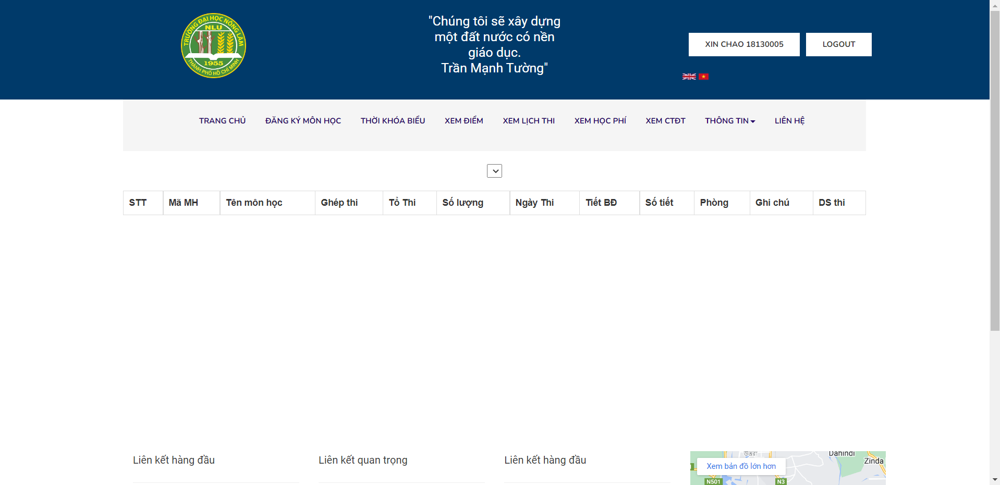 TRƯỜNG ĐẠI HỌC NÔNG LÂM
NLU
1955
THÀNH PHỐ HỒ CHÍ MINH
"Chúng tôi sẽ xây dựng
một đất nước có nền
giáo dục.
Trần Mạnh Tường"
XIN CHAO 18130005 LOGOUT
TRANG CHỦ ĐĂNG KÝ MÔN HỌC THỜI KHÓA BIỂU XEM ĐIỂM XEM LỊCH THI XEM HỌC PHÍ XEM CTĐT THÔNG TIN LIÊN HỆ
STT Mã MH Tên môn học Ghép thi Tổ Thi Số lượng Ngày Thi Tiết BĐ Số tiết Phòng Ghi chú DS thi
Liên kết hàng đầu Liên kết quan trọng Liên kết hàng đầu
Dahindi
Zinda
Xem bản đồ lớn hơn
N501 N3